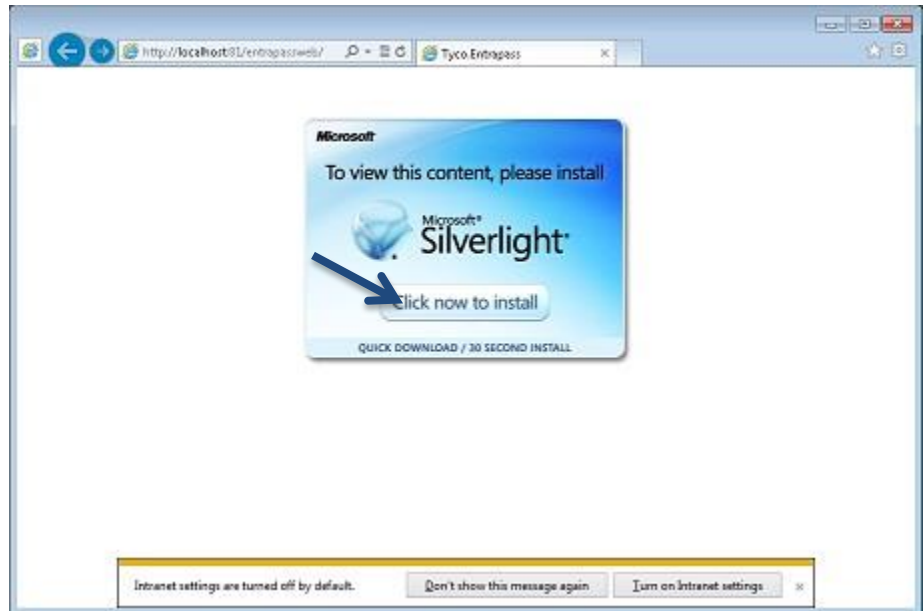 http://localhost:81/entrapassweb/
Tyco.Entrapass
Microsoft
To view this content, please install
Microsoft®
Silverlight
Click now to install
QUICK DOWNLOAD / 30 SECOND INSTALL
Intranet settings are turned off by default.
Don't show this message again
Turn on Intranet settings